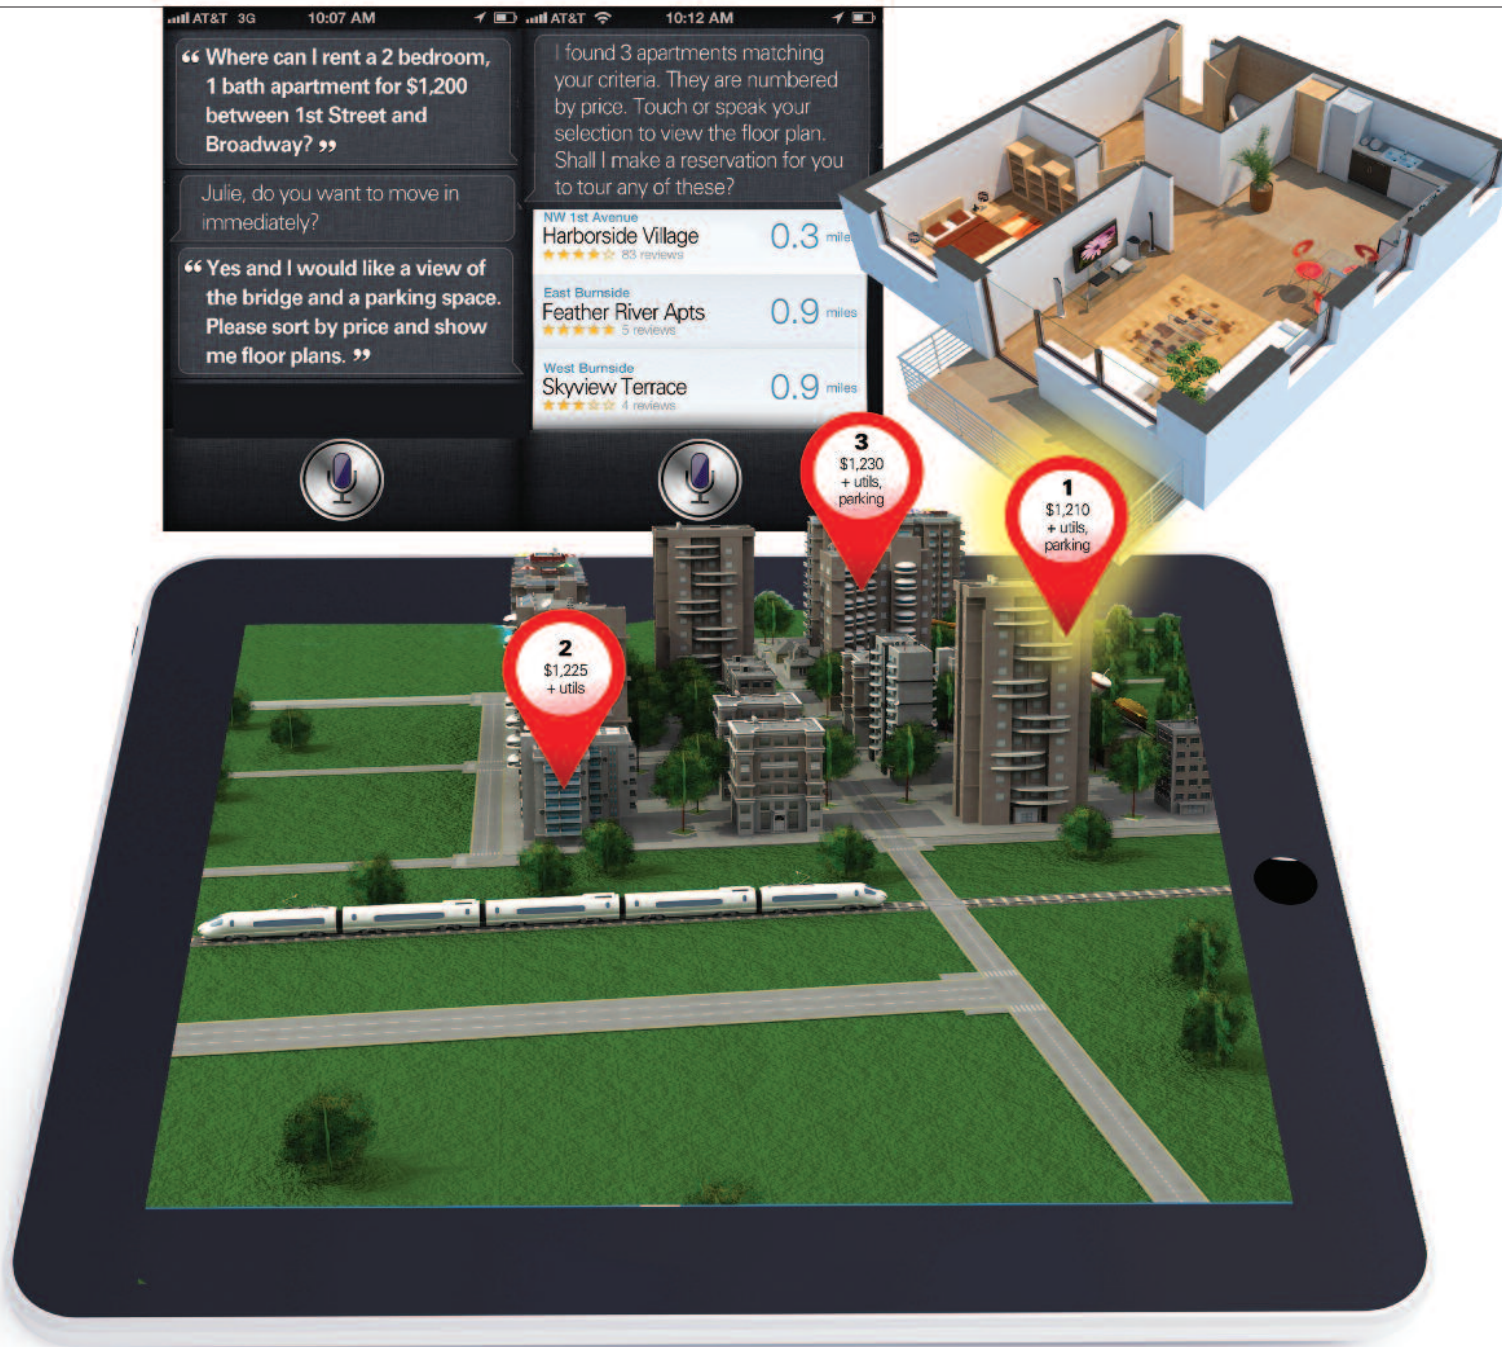 AT&T 3G 10:07 AM
“ Where can I rent a 2 bedroom,
1 bath apartment for $1,200
between 1st Street and
Broadway? ”
Julie, do you want to move in
immediately?
“ Yes and I would like a view of
the bridge and a parking space.
Please sort by price and show
me floor plans. ”
AT&T 10:12 AM
I found 3 apartments matching
your criteria. They are numbered
by price. Touch or speak your
selection to view the floor plan.
Shall I make a reservation for you
to tour any of these?
NW 1st Avenue
Harborside Village
83 reviews
0.3 miles
East Burnside
Feather River Apts
5 reviews
0.9 miles
West Burnside
Skyview Terrace
4 reviews
0.9 miles
3
$1,230
+ utils,
parking
1
$1,210
+ utils,
parking
2
$1,225
+ utils